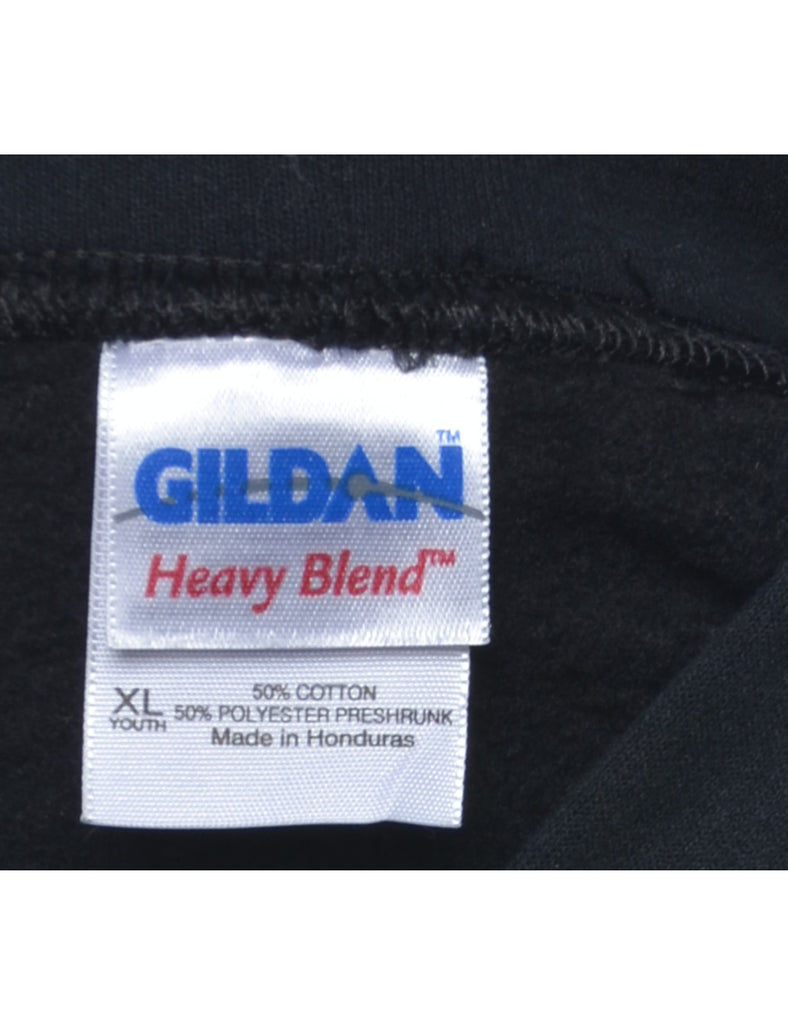 GILDAN™
Heavy Blend™
XL
YOUTH
50% COTTON
50% POLYESTER PRESHRUNK
Made in Honduras